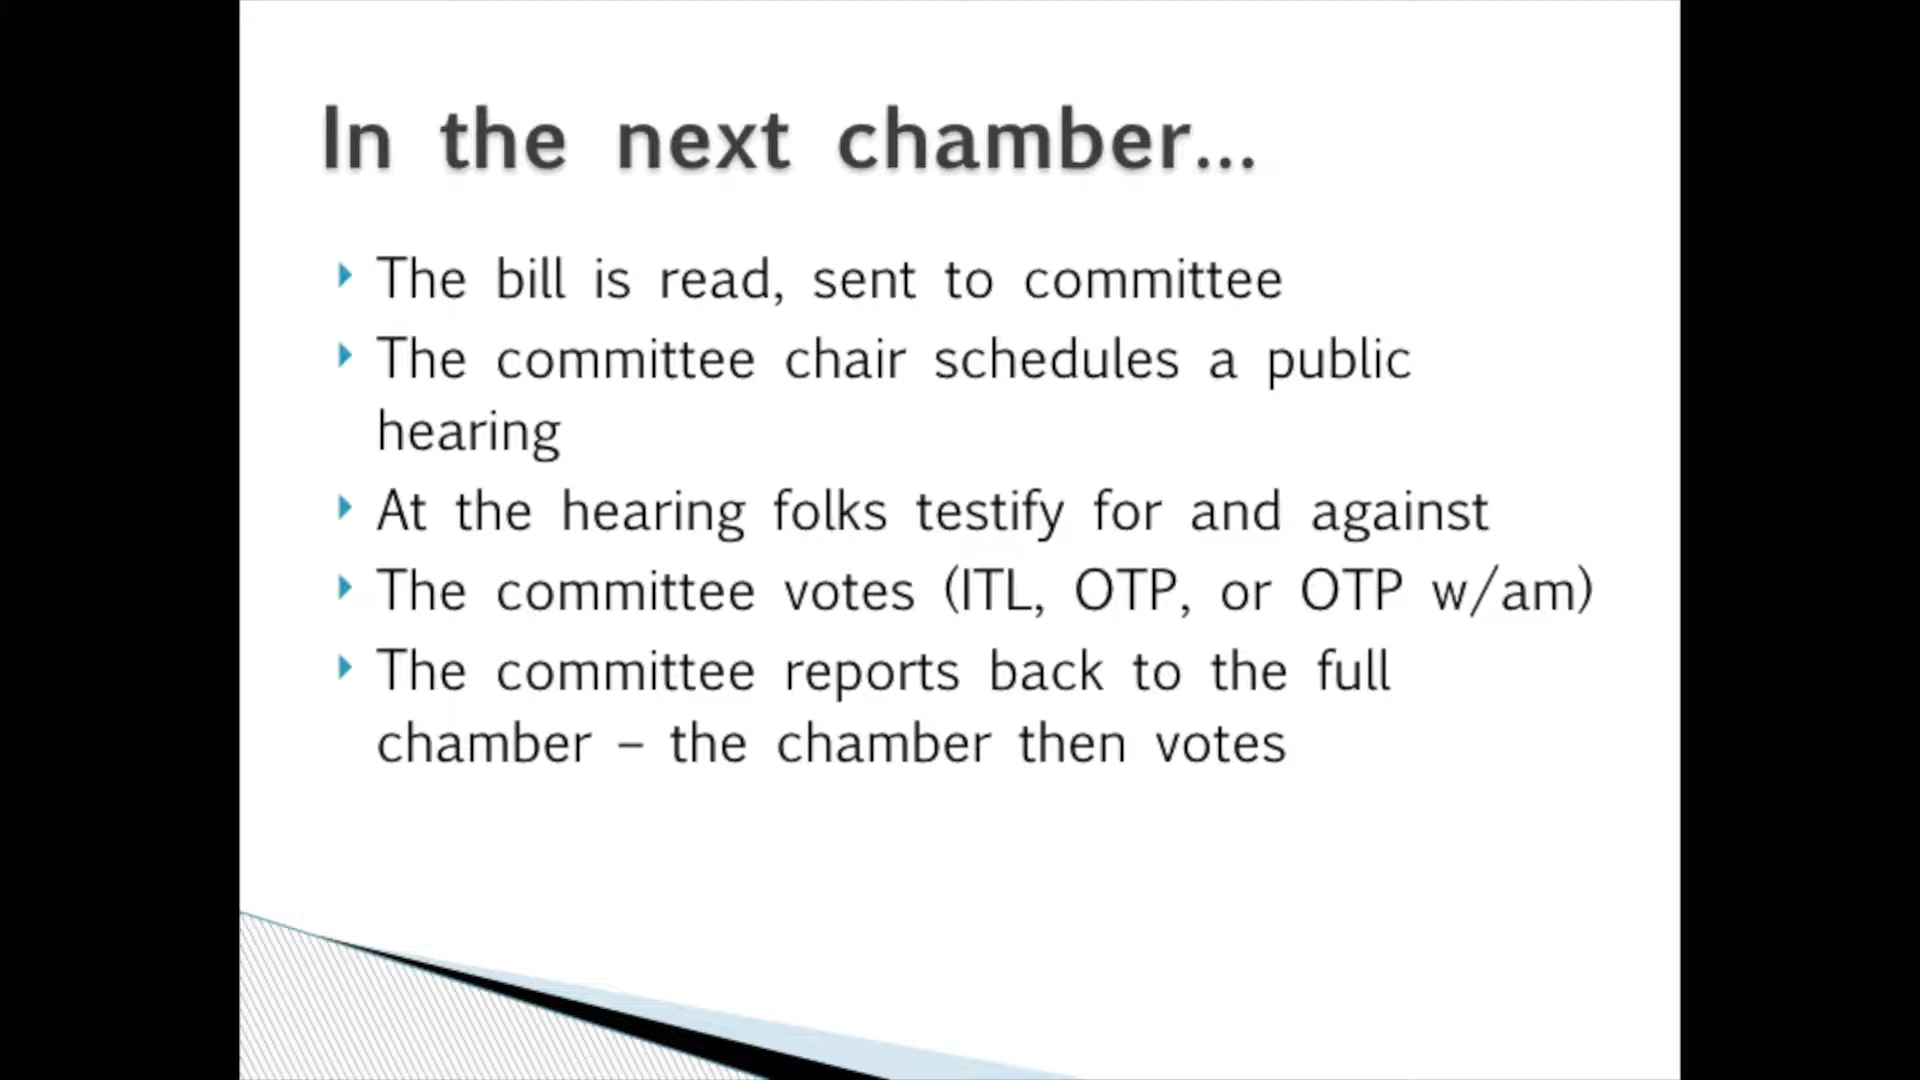 In the next chamber...
The bill is read, sent to committee
The committee chair schedules a public
hearing
At the hearing folks testify for and against
The committee votes (ITL, OTP, or OTP w/am)
The committee reports back to the full
chamber – the chamber then votes